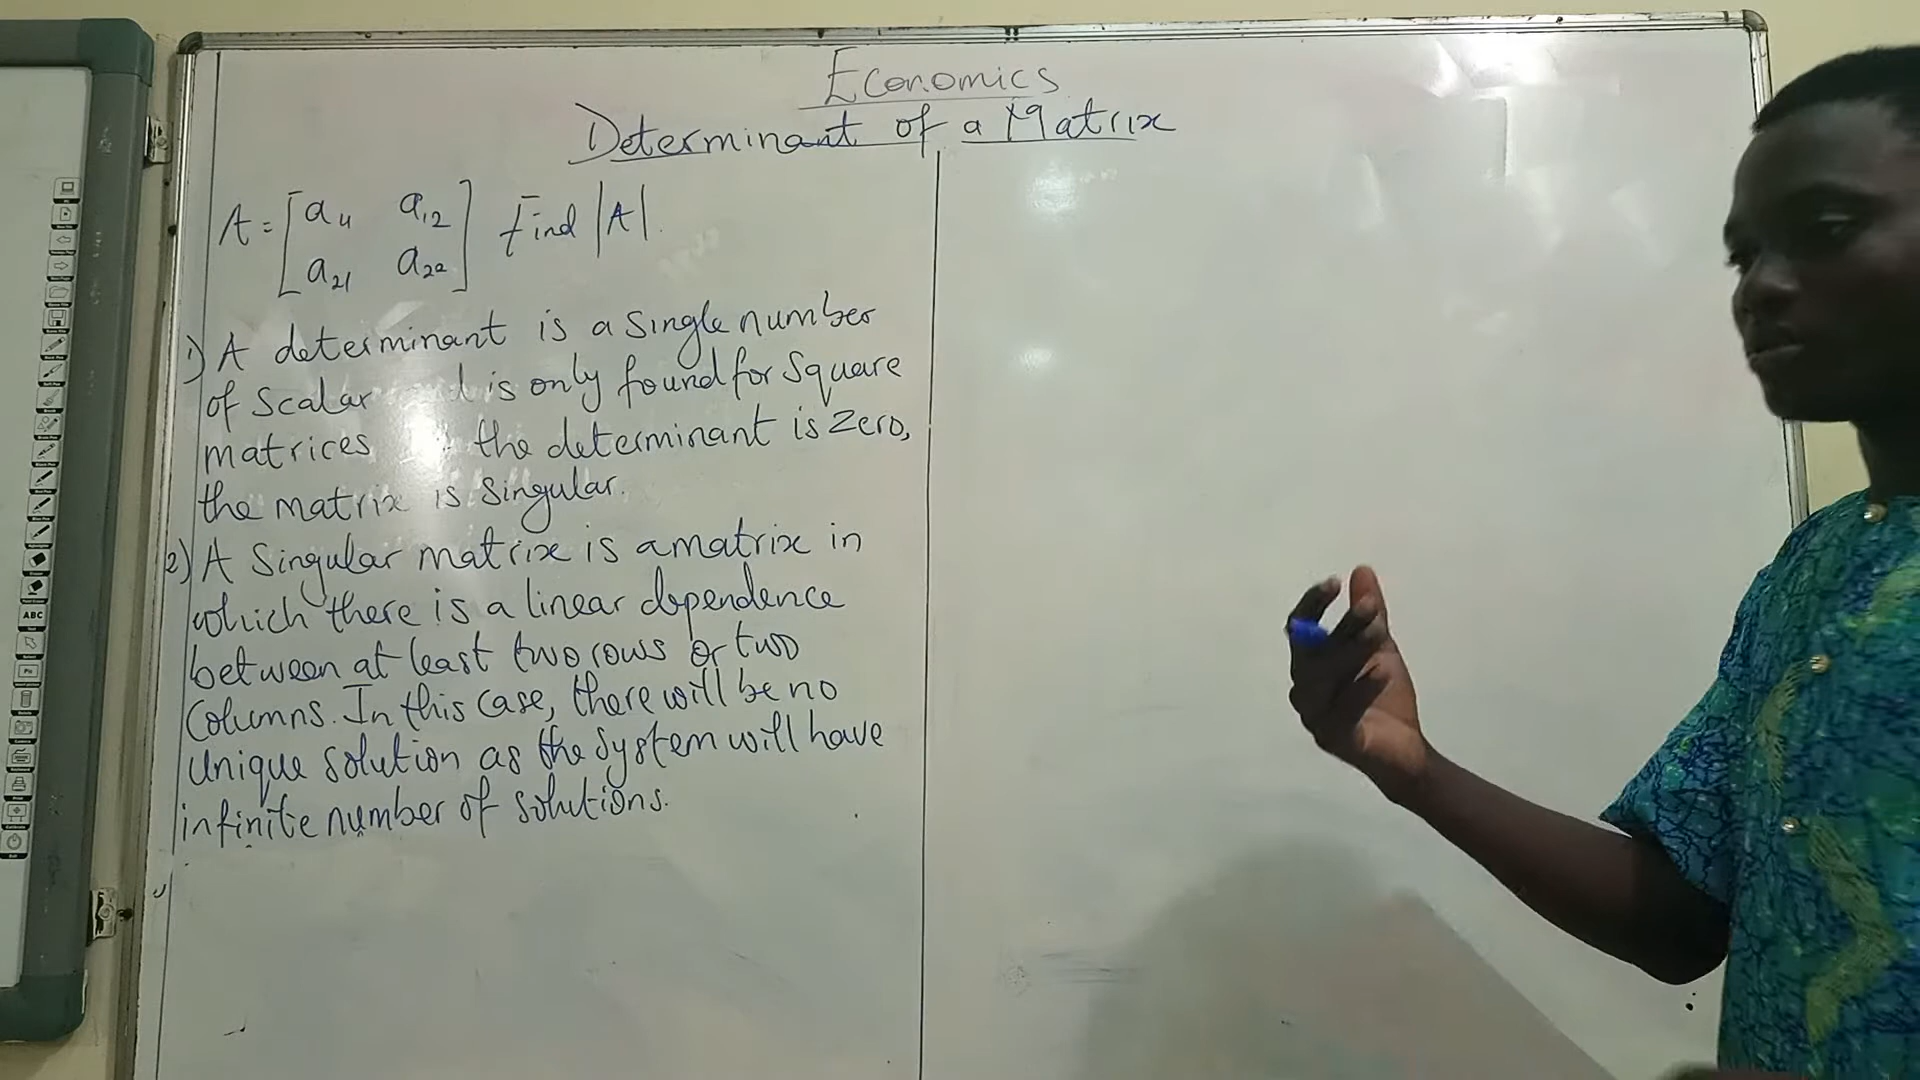 Economics
Determinant of a Matrix
A = [a11 a12
a21 a22] Find |A|.
1) A determinant is a single number
of scalar is only found for square
matrices the determinant is zero,
the matrix is singular.
2) A singular matrix is a matrix in
which there is a linear dependence
between at least two rows or two
Columns. In this case, there will be no
unique solution as the system will have
infinite number of solutions.
ABC